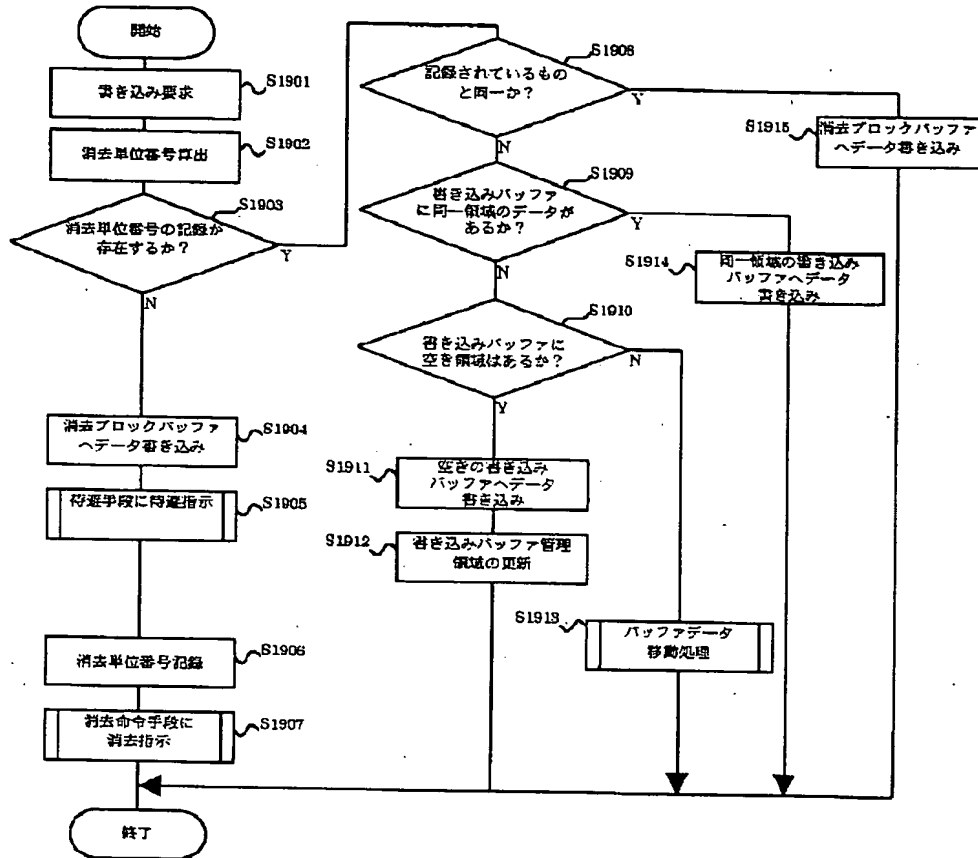 開始
書き込み要求
S1901
消去単位番号算出
S1902
消去単位番号の記録が
存在するか?
S1903
Y
N
消去ブロックバッファ
へデータ書き込み
S1904
待避手段に待避指示
S1905
消去単位番号記録
S1906
消去命令手段に
消去指示
S1907
終了
記録されているもの
と同一か?
S1908
Y
N
書き込みバッファ
に同一領域のデータが
あるか?
S1909
Y
N
書き込みバッファに
空き領域はあるか?
S1910
N
Y
S1911
空きの書き込み
バッファへデータ
書き込み
S1912
書き込みバッファ管理
領域の更新
S1913
バッファデータ
移動処理
S1914
同一領域の書き込み
バッファへデータ
書き込み
S1915
消去ブロックバッファ
へデータ書き込み